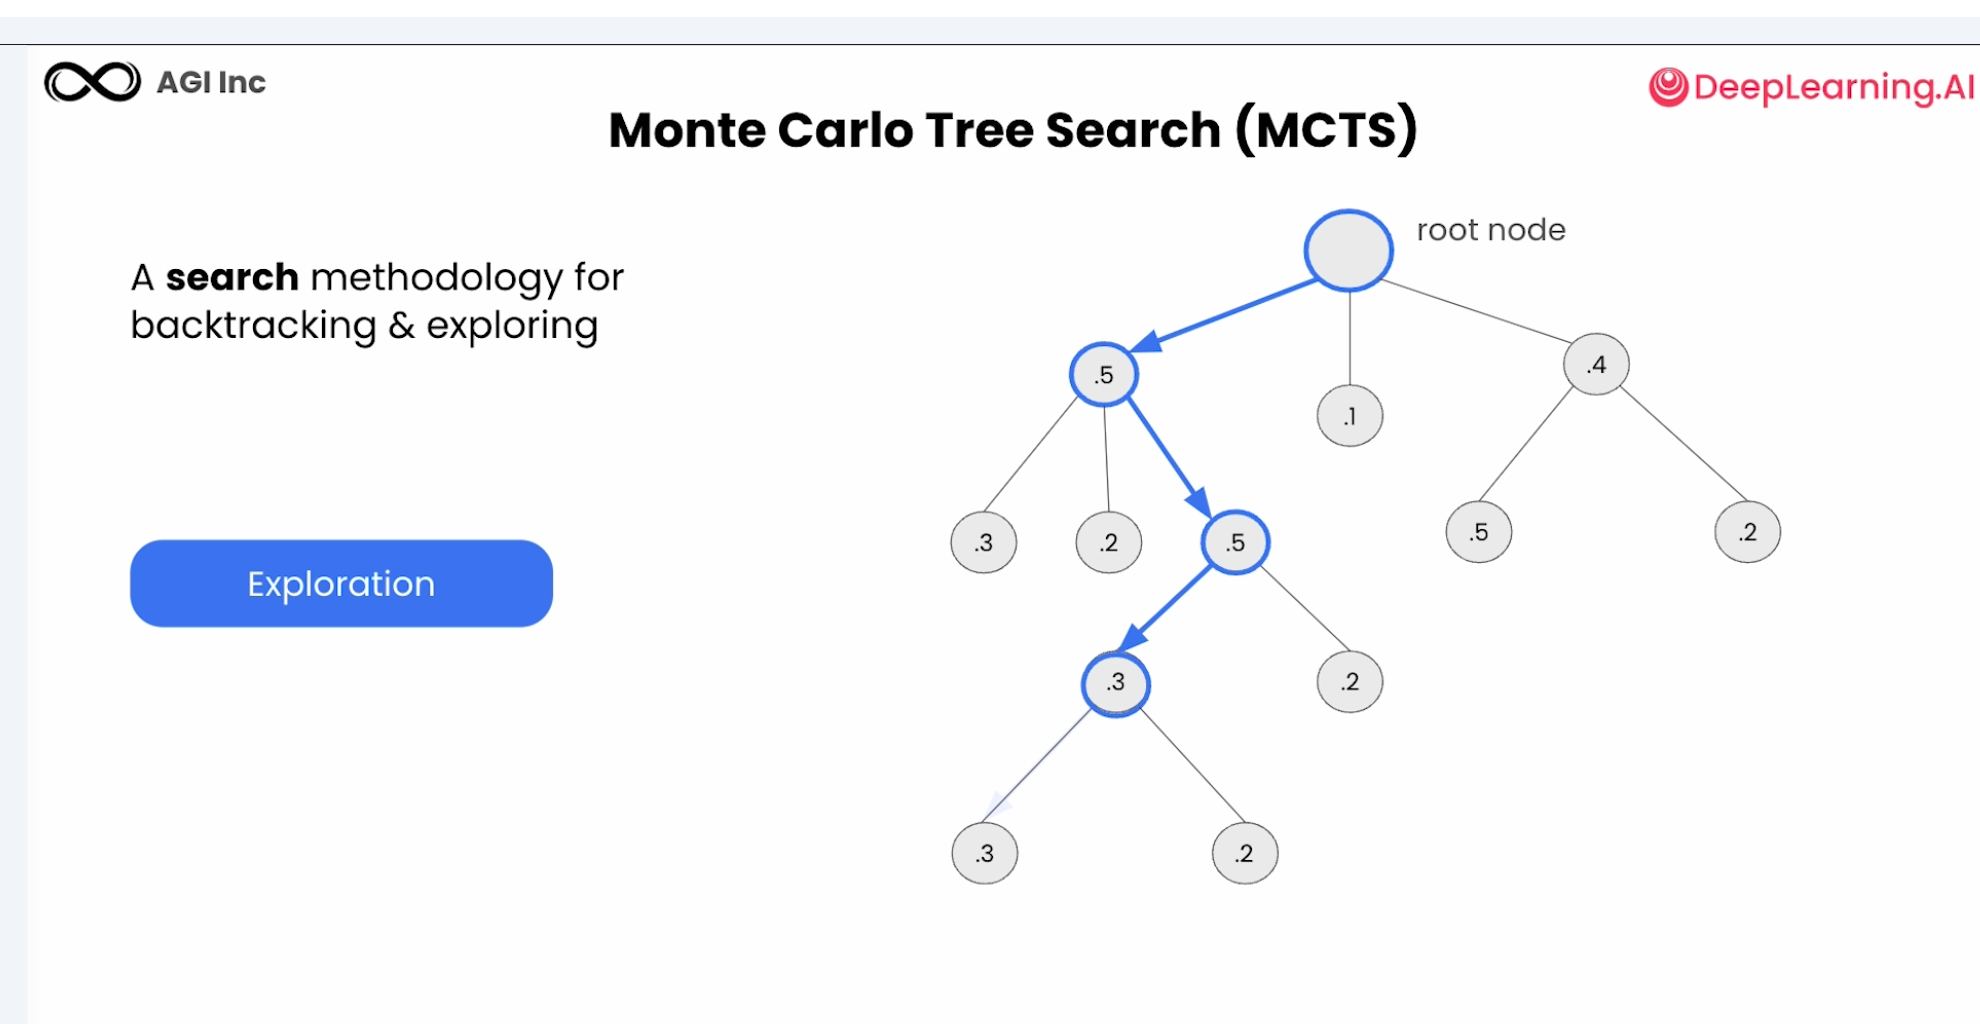 AGI Inc
DeepLearning.AI
Monte Carlo Tree Search (MCTS)
root node
A search methodology for
backtracking & exploring
.5
.4
.1
.3
.2
.5
.5
.2
Exploration
.3
.2
.3
.2